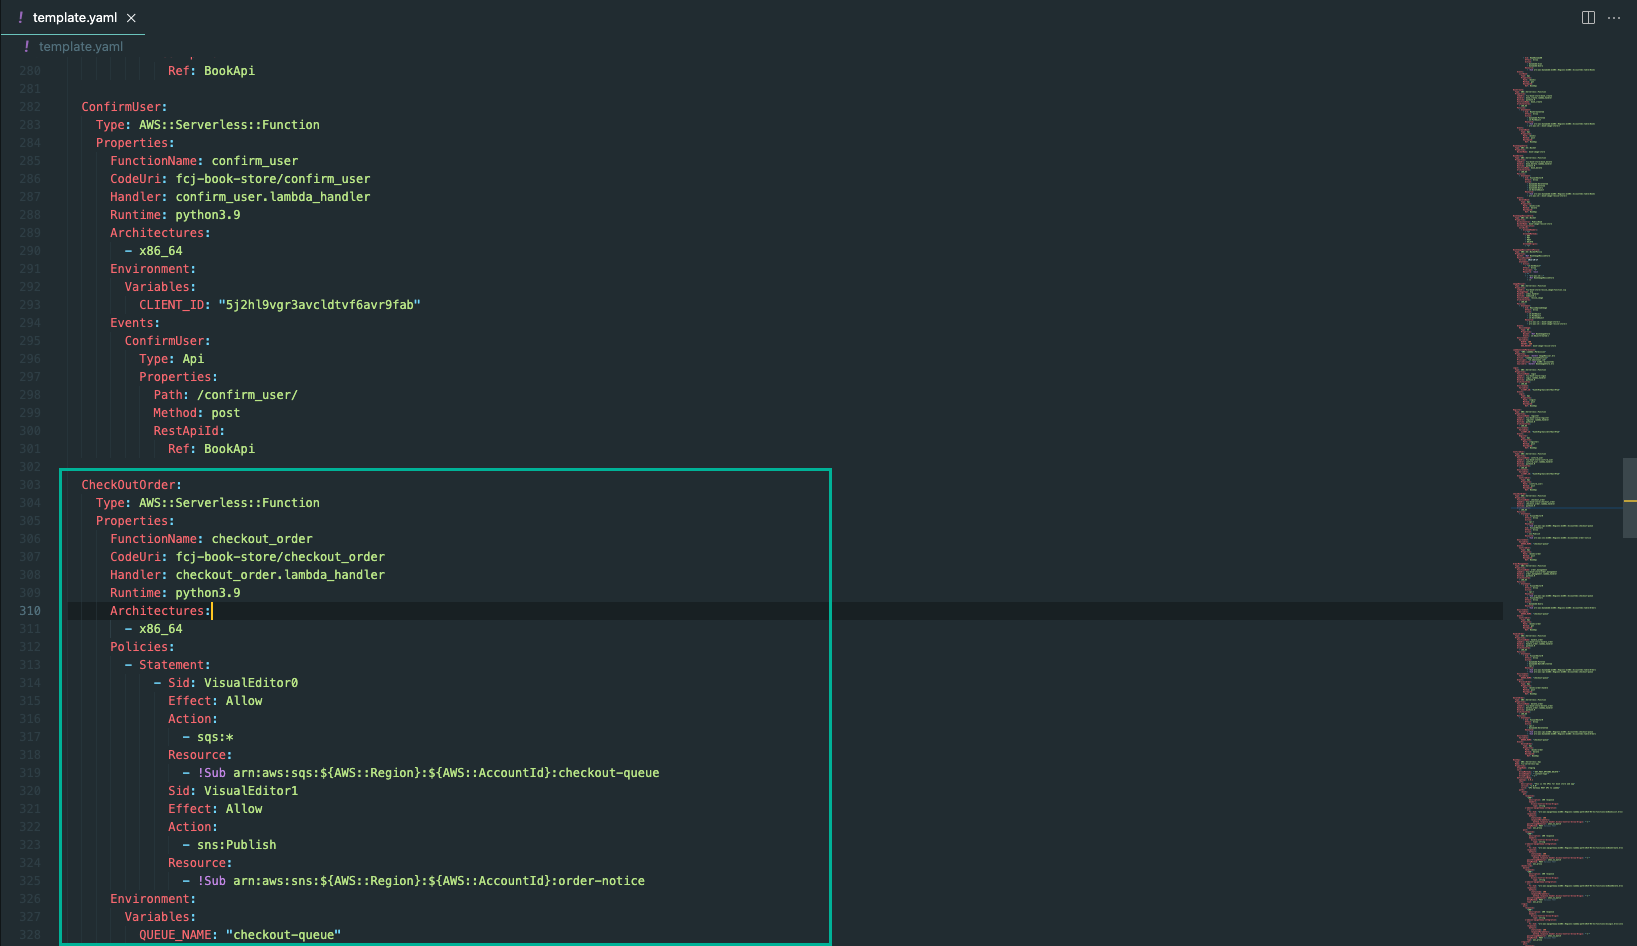 ! template.yaml ×
! template.yaml
280 Ref: BookApi
281
282 ConfirmUser:
283 Type: AWS::Serverless::Function
284 Properties:
285 FunctionName: confirm_user
286 CodeUri: fcj-book-store/confirm_user
287 Handler: confirm_user.lambda_handler
288 Runtime: python3.9
289 Architectures:
290 - x86_64
291 Environment:
292 Variables:
293 CLIENT_ID: "5j2hl9vgr3avcldtvf6avr9fab"
294 Events:
295 ConfirmUser:
296 Type: Api
297 Properties:
298 Path: /confirm_user/
299 Method: post
300 RestApiId:
301 Ref: BookApi
302
303 CheckOutOrder:
304 Type: AWS::Serverless::Function
305 Properties:
306 FunctionName: checkout_order
307 CodeUri: fcj-book-store/checkout_order
308 Handler: checkout_order.lambda_handler
309 Runtime: python3.9
310 Architectures:
311 - x86_64
312 Policies:
313 - Statement:
314 - Sid: VisualEditor0
315 Effect: Allow
316 Action:
317 - sqs:*
318 Resource:
319 - !Sub arn:aws:sqs:${AWS::Region}:${AWS::AccountId}:checkout-queue
320 Sid: VisualEditor1
321 Effect: Allow
322 Action:
323 - sns:Publish
324 Resource:
325 - !Sub arn:aws:sns:${AWS::Region}:${AWS::AccountId}:order-notice
326 Environment:
327 Variables:
328 QUEUE_NAME: "checkout-queue"